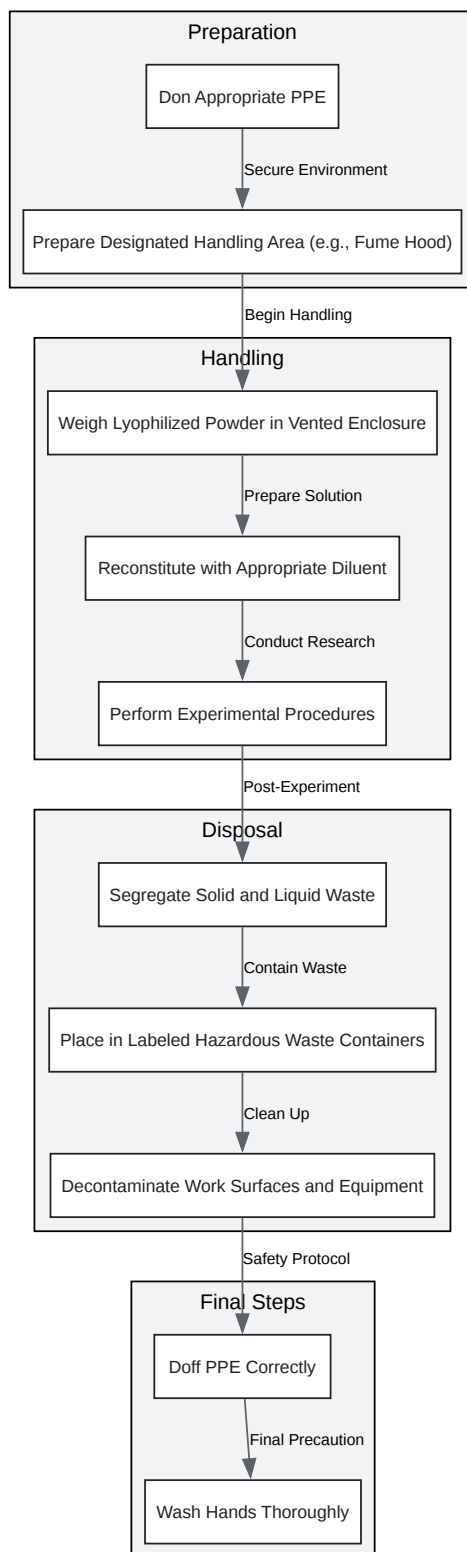 Preparation
Don Appropriate PPE
Secure Environment
Prepare Designated Handling Area (e.g., Fume Hood)
Begin Handling
Handling
Weigh Lyophilized Powder in Vented Enclosure
Prepare Solution
Reconstitute with Appropriate Diluent
Conduct Research
Perform Experimental Procedures
Post-Experiment
Disposal
Segregate Solid and Liquid Waste
Contain Waste
Place in Labeled Hazardous Waste Containers
Clean Up
Decontaminate Work Surfaces and Equipment
Safety Protocol
Final Steps
Doff PPE Correctly
Final Precaution
Wash Hands Thoroughly